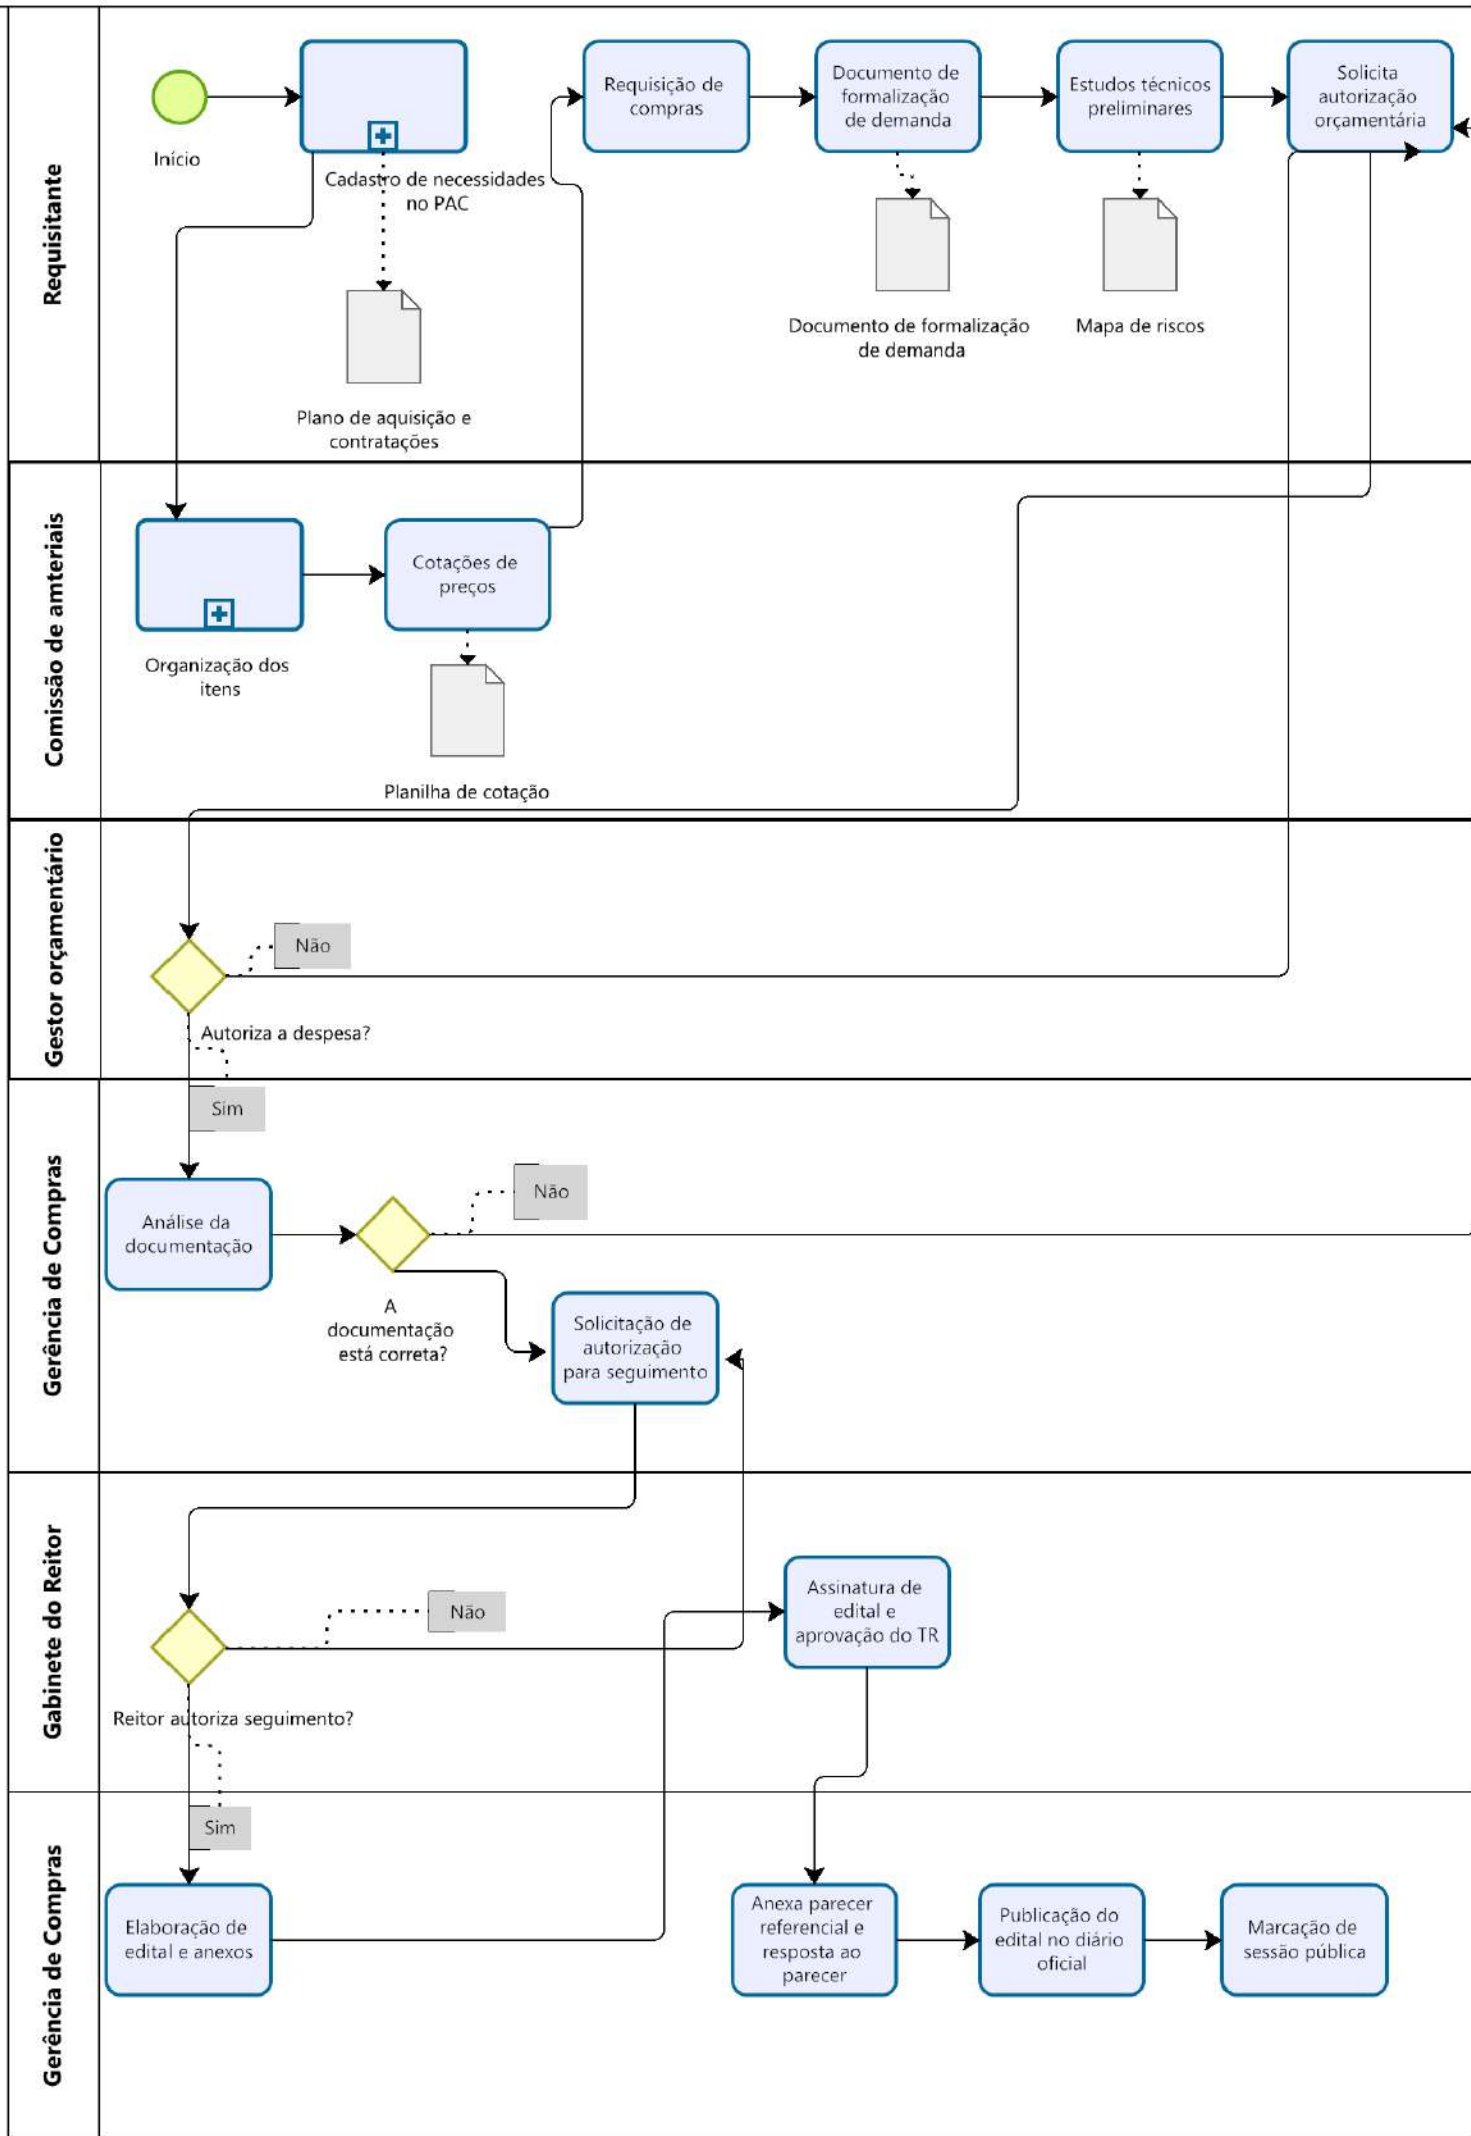 Requisitante
Início
Cadastro de necessidades
no PAC
Plano de aquisição e
contratações
Requisição de
compras
Documento de
formalização
de demanda
Documento de formalização
de demanda
Estudos técnicos
preliminares
Mapa de riscos
Solicita
autorização
orçamentária
Comissão de amteriais
Organização dos
itens
Cotações de
preços
Planilha de cotação
Gestor orçamentário
Não
Autoriza a despesa?
Sim
Gerência de Compras
Análise da
documentação
Não
A
documentação
está correta?
Solicitação de
autorização
para seguimento
Gabinete do Reitor
Não
Reitor autoriza seguimento?
Assinatura de
edital e
aprovação do TR
Sim
Gerência de Compras
Elaboração de
edital e anexos
Anexa parecer
referencial e
resposta ao
parecer
Publicação do
edital no diário
oficial
Marcação de
sessão pública